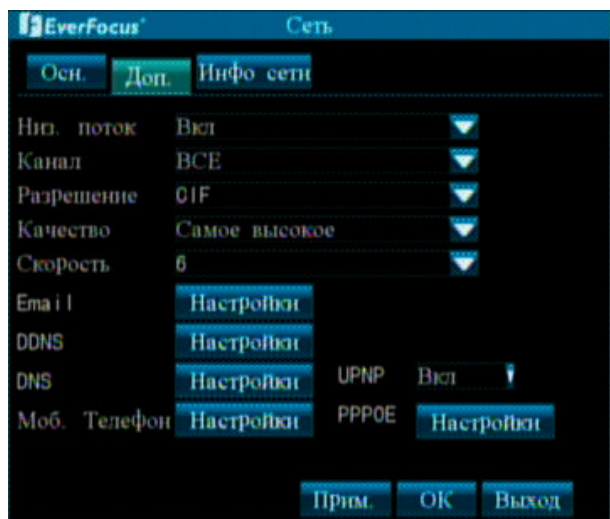 EverFocus® Сеть
Осн. Доп. Инфо сети
Низ. поток Вкл
Канал ВСЕ
Разрешение CIF
Качество Самое высокое
Скорость 6
Email Настройки
DDNS Настройки
DNS Настройки UPNP Вкл
Моб. Телефон Настройки PPPOE Настройки
Прим. ОК Выход